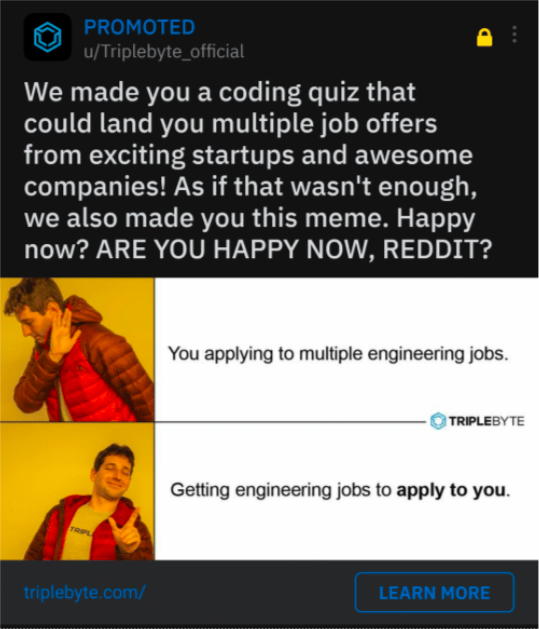 PROMOTED
u/Triplebyte_official
We made you a coding quiz that
could land you multiple job offers
from exciting startups and awesome
companies! As if that wasn't enough,
we also made you this meme. Happy
now? ARE YOU HAPPY NOW, REDDIT?
You applying to multiple engineering jobs.
TRIPLEBYTE
Getting engineering jobs to apply to you.
TRIPL
triplebyte.com/
LEARN MORE